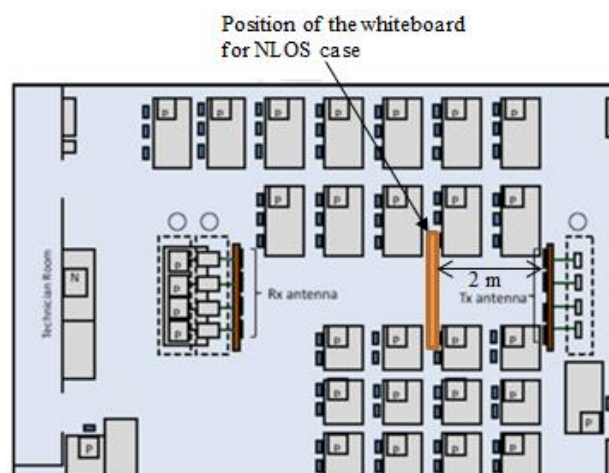 Position of the whiteboard
for NLOS case
P P P P P P P
P P P P P
P
P
P
P
N
Technician Room
Rx antenna
2 m
Tx antenna
P P P P
P P P P
P
P P P P P